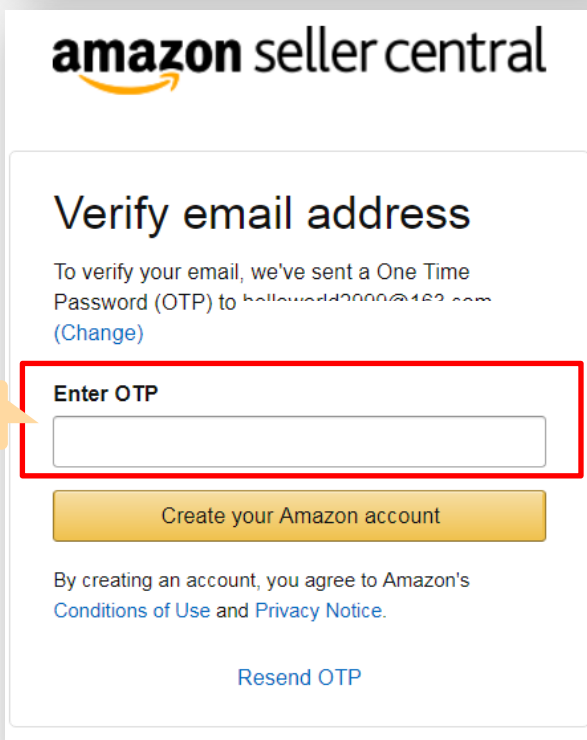 amazon seller central
Verify email address
To verify your email, we've sent a One Time
Password (OTP) to
(Change)
Enter OTP
Create your Amazon account
By creating an account, you agree to Amazon's
Conditions of Use and Privacy Notice.
Resend OTP